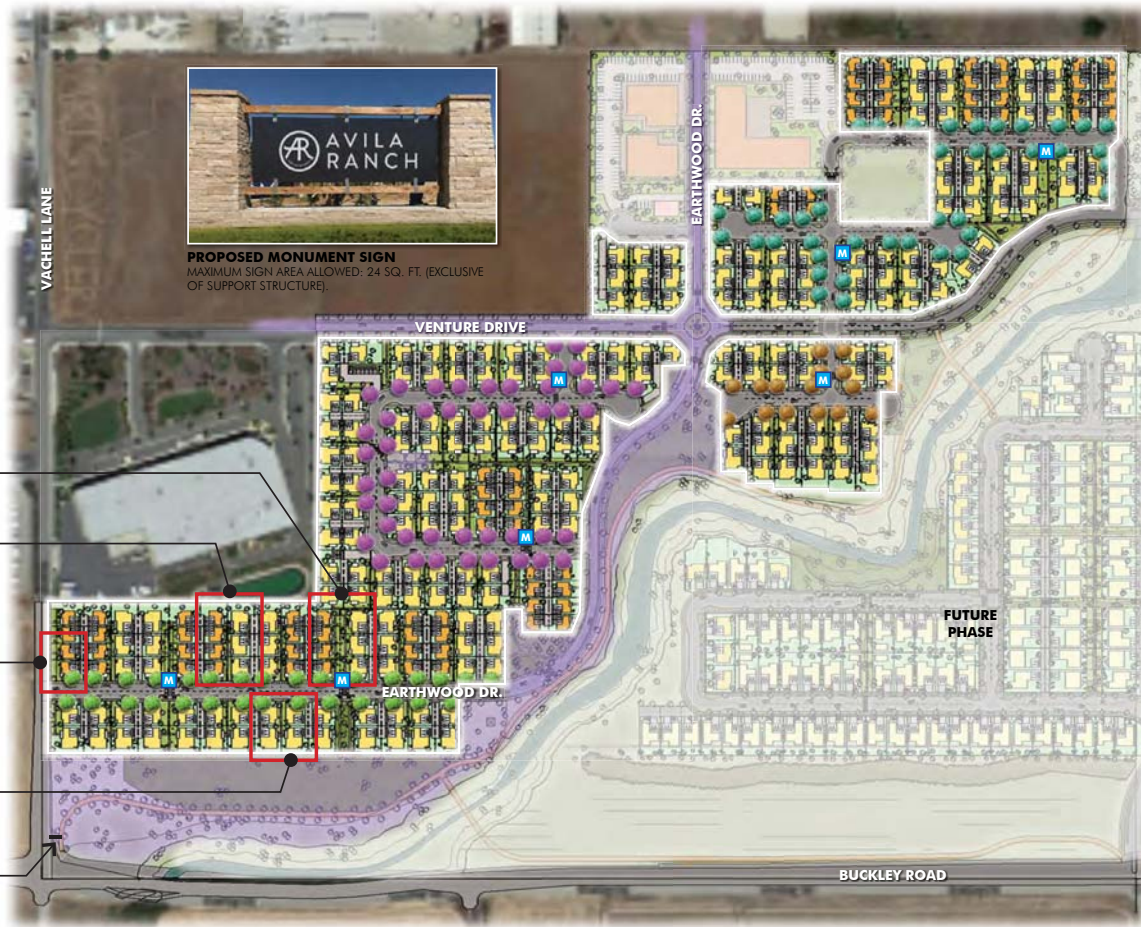 AR AVILA
RANCH
PROPOSED MONUMENT SIGN
MAXIMUM SIGN AREA ALLOWED: 24 SQ. FT. (EXCLUSIVE
OF SUPPORT STRUCTURE).
VACHELL LANE
EARTHWOOD DR.
M
M
VENTURE DRIVE
M
M
M
FUTURE
PHASE
M
M
EARTHWOOD DR.
BUCKLEY ROAD